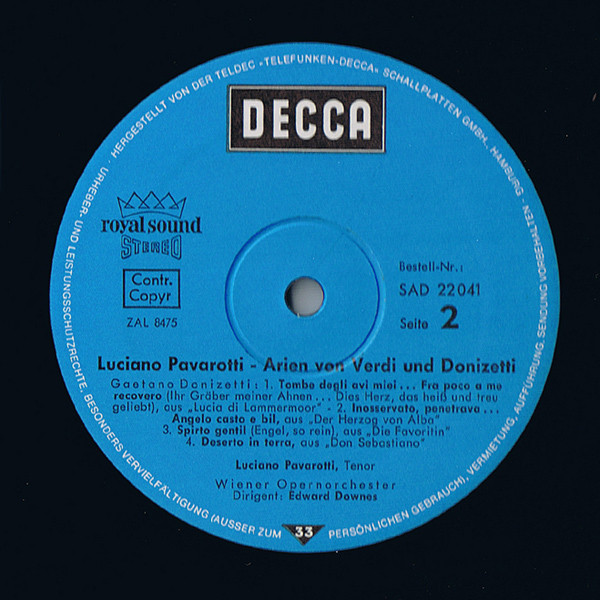 URHEBER- UND LEISTUNGSSCHUTZRECHTE, BESONDERS VERVIELFÄLTIGUNG (AUSSER ZUM PERSÖNLICHEN GEBRAUCH), VERMIETUNG, AUFFÜHRUNG, SENDUNG VORBEHALTEN
HERGESTELLT VON DER TELDEC »TELEFUNKEN-DECCA« SCHALLPLATTEN GMBH., HAMBURG
DECCA
royal sound
STEREO
Contr.
Copyr
ZAL 8475
Bestell-Nr.:
SAD 22041
Seite 2
Luciano Pavarotti - Arien von Verdi und Donizetti
Gaetano Donizetti: 1. Tombe degli avi miei ... Fra poco a me
recovero (Ihr Gräber meiner Ahnen ... Dies Herz, das heiß und treu
geliebt), aus „Lucia di Lammermoor" - 2. Inosservato, penetrava ...
Angelo casto e bil, aus „Der Herzog von Alba"
3. Spirto gentil (Engel, so rein), aus „Die Favoritin"
4. Deserto in terra, aus „Don Sebastiano"
Luciano Pavarotti, Tenor
Wiener Opernorchester
Dirigent: Edward Downes
33